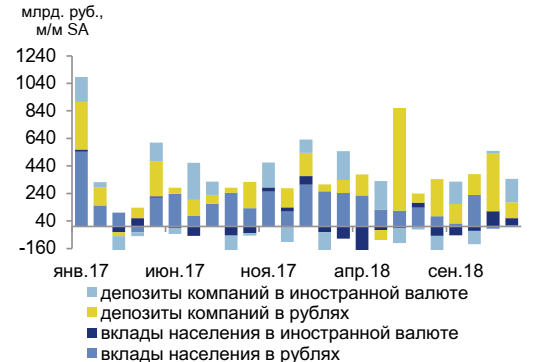 млрд. руб.,
м/м SA
1240
1040
840
640
440
240
40
-160
янв.17 июн.17 ноя.17 апр.18 сен.18
депозиты компаний в иностранной валюте
депозиты компаний в рублях
вклады населения в иностранной валюте
вклады населения в рублях